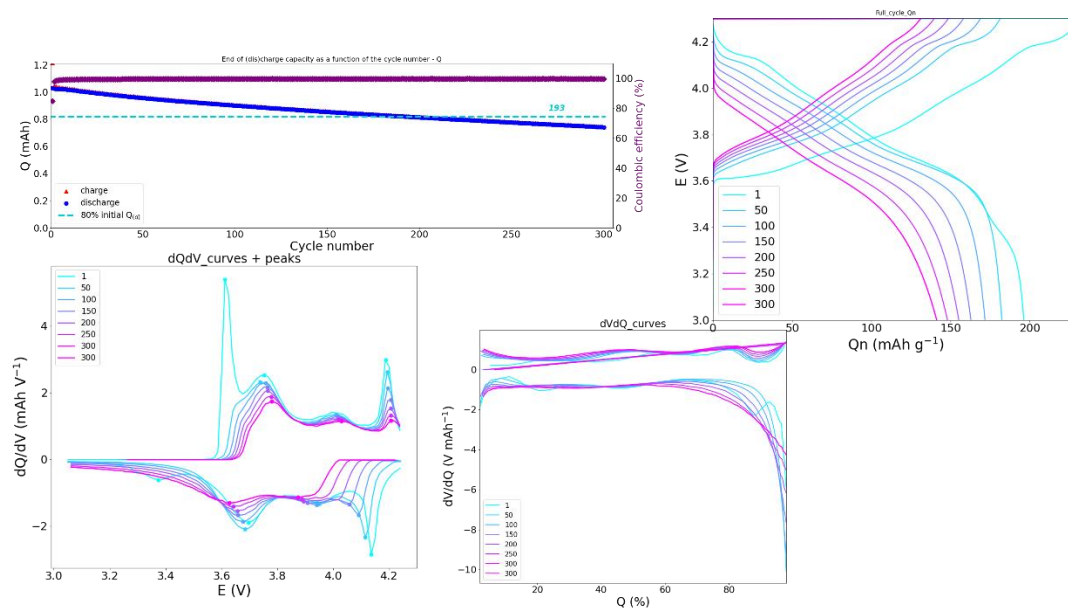 End of (dis)charge capacity as a function of the cycle number - Q
1.2
1.0
0.8
0.6
0.4
0.2
0.0
Q (mAh)
100
80
60
40
20
0
Coulombic efficiency (%)
193
charge
discharge
80% initial Q(d)
0 50 100 150 200 250 300
Cycle number
Full_cycle_Qn
4.2
4.0
3.8
3.6
3.4
3.2
3.0
E (V)
1
50
100
150
200
250
300
300
0 50 100 150 200
Qn (mAh g⁻¹)
dQdV_curves + peaks
1
50
100
150
200
250
300
300
4
2
0
−2
dQ/dV (mAh V⁻¹)
3.0 3.2 3.4 3.6 3.8 4.0 4.2
E (V)
dVdQ_curves
0
−2
−4
−6
−8
−10
dV/dQ (V mAh⁻¹)
1
50
100
150
200
250
300
300
20 40 60 80
Q (%)